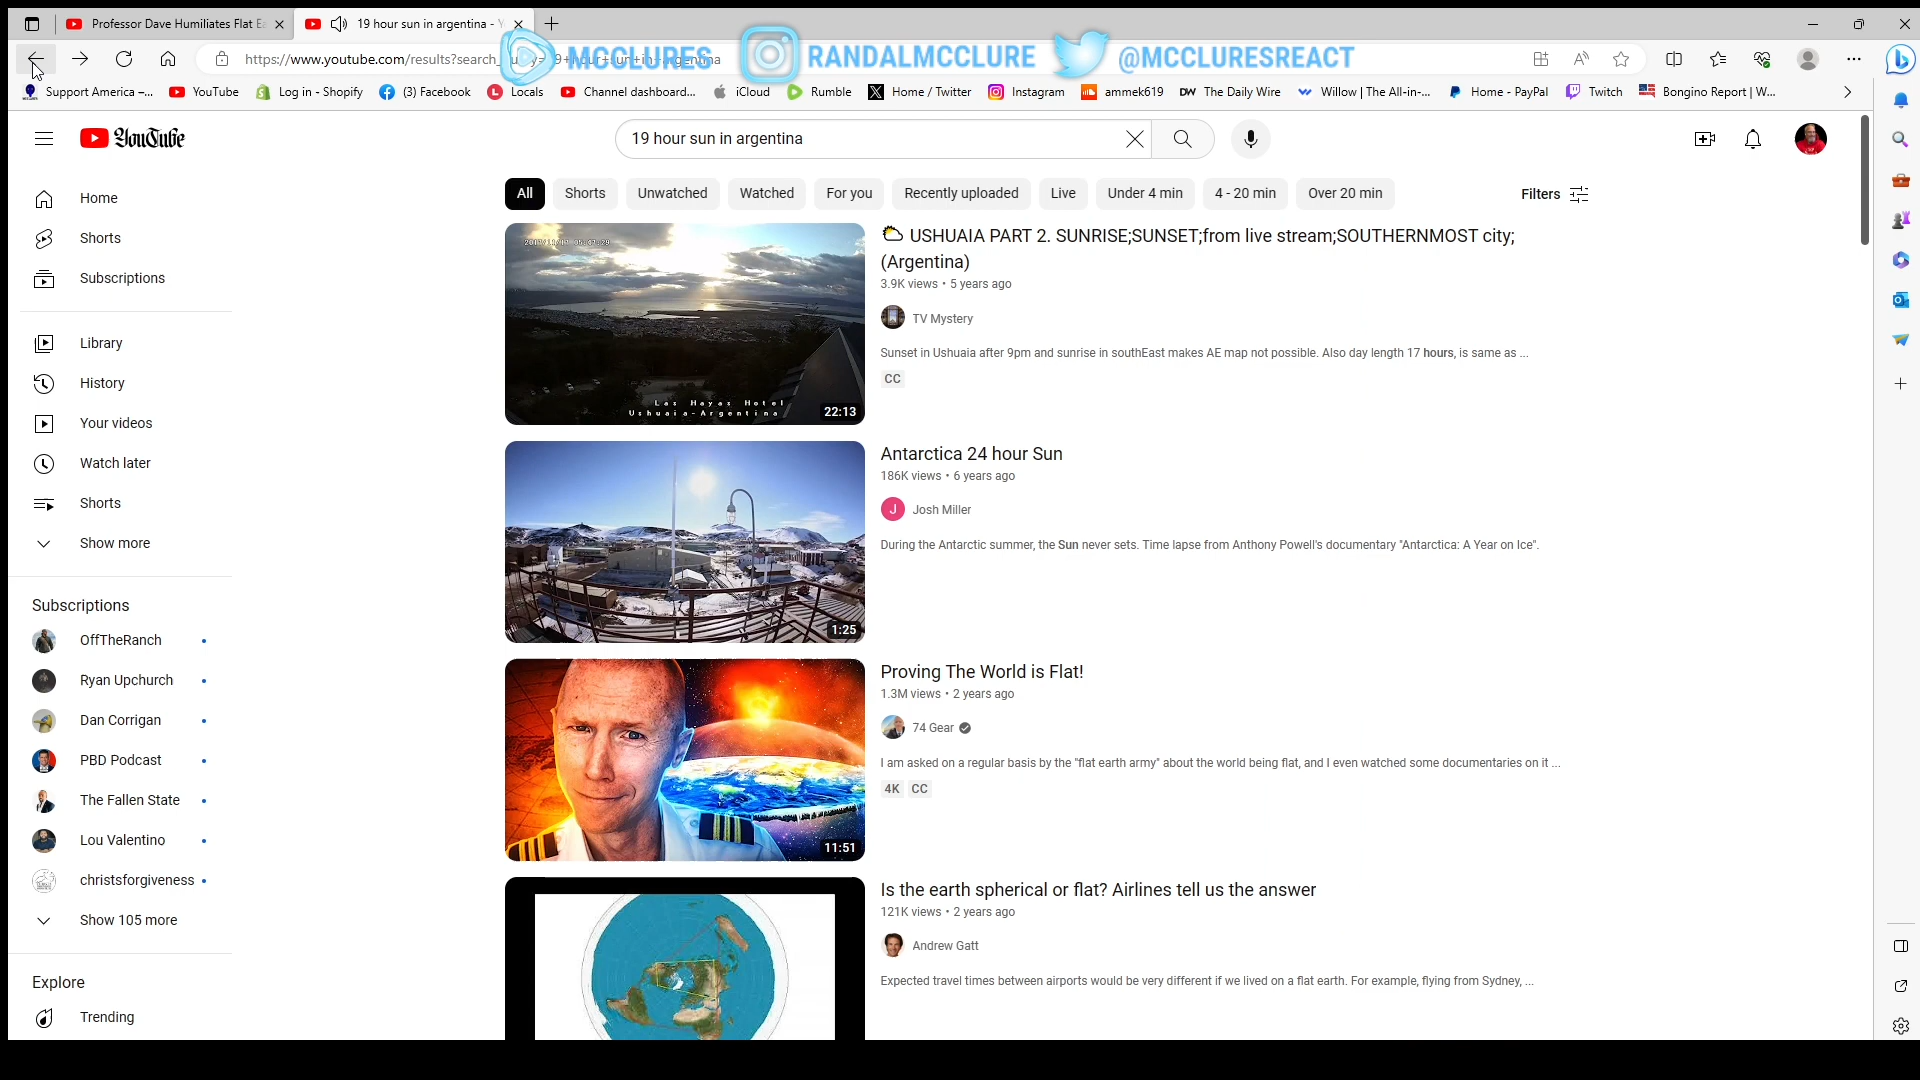 Professor Dave Humiliates Flat Ea
19 hour sun in argentina - Y
https://www.youtube.com/results?search_
MCCLURES
RANDALMCCLURE
@MCCLURESREACT
Support America –...
YouTube
Log in - Shopify
(3) Facebook
Locals
Channel dashboard...
iCloud
Rumble
Home / Twitter
Instagram
ammek619
DW The Daily Wire
Willow | The All-in-...
Home - PayPal
Twitch
Bongino Report | W...
YouTube
19 hour sun in argentina
Home
Shorts
Subscriptions
Library
History
Your videos
Watch later
Shorts
Show more
Subscriptions
OffTheRanch
Ryan Upchurch
Dan Corrigan
PBD Podcast
The Fallen State
Lou Valentino
christsforgiveness
Show 105 more
Explore
Trending
All
Shorts
Unwatched
Watched
For you
Recently uploaded
Live
Under 4 min
4 - 20 min
Over 20 min
Filters
Las Hayas Hotel
Ushuaia-Argentina
22:13
USHUAIA PART 2. SUNRISE;SUNSET;from live stream;SOUTHERNMOST city;
(Argentina)
3.9K views • 5 years ago
TV Mystery
Sunset in Ushuaia after 9pm and sunrise in southEast makes AE map not possible. Also day length 17 hours, is same as ...
CC
1:25
Antarctica 24 hour Sun
186K views • 6 years ago
J Josh Miller
During the Antarctic summer, the Sun never sets. Time lapse from Anthony Powell's documentary "Antarctica: A Year on Ice".
11:51
Proving The World is Flat!
1.3M views • 2 years ago
74 Gear
I am asked on a regular basis by the "flat earth army" about the world being flat, and I even watched some documentaries on it ...
4K CC
Is the earth spherical or flat? Airlines tell us the answer
121K views • 2 years ago
Andrew Gatt
Expected travel times between airports would be very different if we lived on a flat earth. For example, flying from Sydney, ...